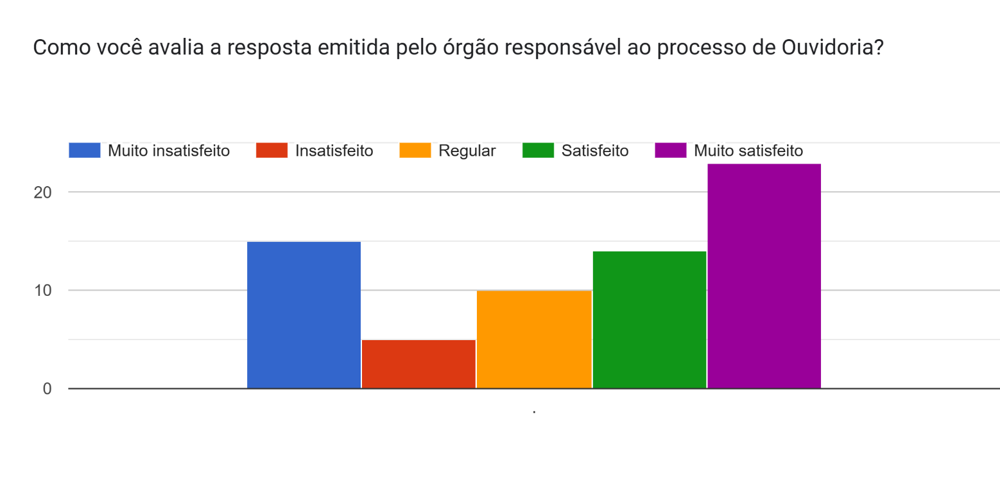 Como você avalia a resposta emitida pelo órgão responsável ao processo de Ouvidoria?
Muito insatisfeito Insatisfeito Regular Satisfeito Muito satisfeito
20
10
0
.